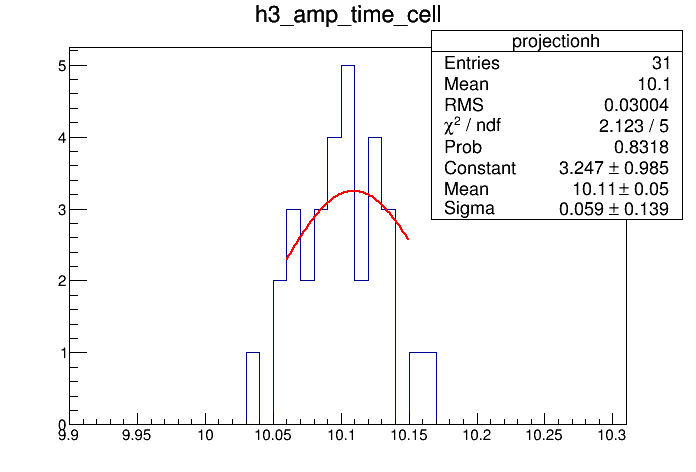 h3_amp_time_cell
projectionh
Entries 31
Mean 10.1
RMS 0.03004
χ² / ndf 2.123 / 5
Prob 0.8318
Constant 3.247 ± 0.985
Mean 10.11 ± 0.05
Sigma 0.059 ± 0.139
5
4
3
2
1
0
9.9 9.95 10 10.05 10.1 10.15 10.2 10.25 10.3